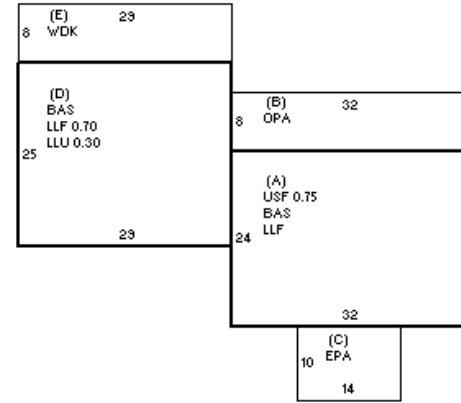 (E) 29
8 WDK
(D)
BAS
LLF 0.70
LLU 0.30
25
29
(B) 32
8 OPA
(A)
USF 0.75
BAS
LLF
24
32
(C)
EPA
10
14